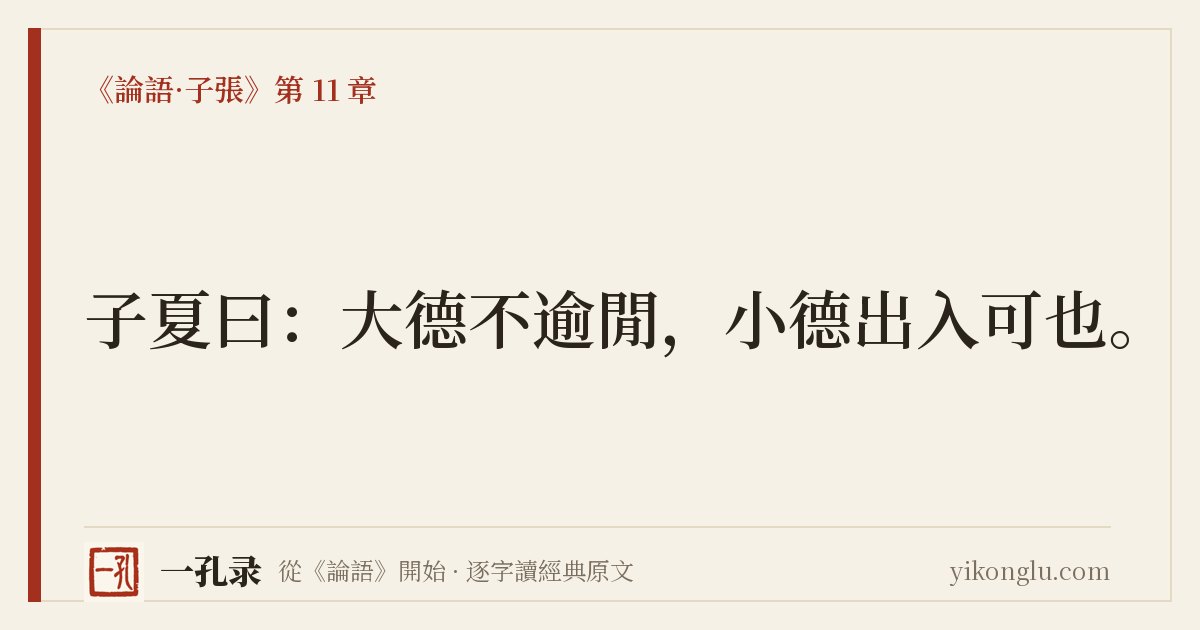 《論語·子張》第 11 章
子夏曰：大德不逾閒，小德出入可也。
一孔
一孔录 從《論語》開始 · 逐字讀經典原文 yikonglu.com